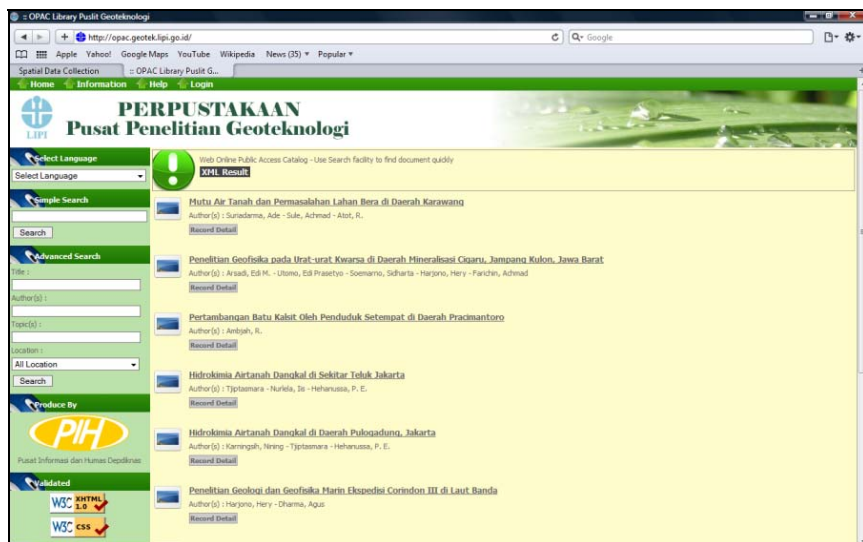 :: OPAC Library Puslit Geoteknologi
http://opac.geotek.lipi.go.id/
Google
Apple Yahoo! Google Maps YouTube Wikipedia News (35) Popular
Spatial Data Collection
:: OPAC Library Puslit G...
Home Information Help Login
LIPI
PERPUSTAKAAN
Pusat Penelitian Geoteknologi
Select Language
Select Language
Simple Search
Search
Advanced Search
Title :
Author(s) :
Topic(s) :
Location :
All Location
Search
Produce By
PIH
Pusat Informasi dan Humas Depdiknas
Validated
W3C XHTML 1.0
W3C CSS
Web Online Public Access Catalog - Use Search facility to find document quickly
XML Result
Mutu Air Tanah dan Permasalahan Lahan Bera di Daerah Karawang
Author(s) : Suriadarma, Ade - Sule, Achmad - Atot, R.
Record Detail
Penelitian Geofisika pada Urat-urat Kwarsa di Daerah Mineralisasi Cigaru, Jampang Kulon, Jawa Barat
Author(s) : Arsadi, Edi M. - Utomo, Edi Prasetyo - Soemarno, Sidharta - Harjono, Hery - Farichin, Achmad
Record Detail
Pertambangan Batu Kalsit Oleh Penduduk Setempat di Daerah Pracimantoro
Author(s) : Ambjah, R.
Record Detail
Hidrokimia Airtanah Dangkal di Sekitar Teluk Jakarta
Author(s) : Tjiptasmara - Nurlela, Iis - Hehanussa, P. E.
Record Detail
Hidrokimia Airtanah Dangkal di Daerah Pulogadung, Jakarta
Author(s) : Karningsih, Nining - Tjiptasmara - Hehanussa, P. E.
Record Detail
Penelitian Geologi dan Geofisika Marin Ekspedisi Corindon III di Laut Banda
Author(s) : Harjono, Hery - Dharma, Agus
Record Detail